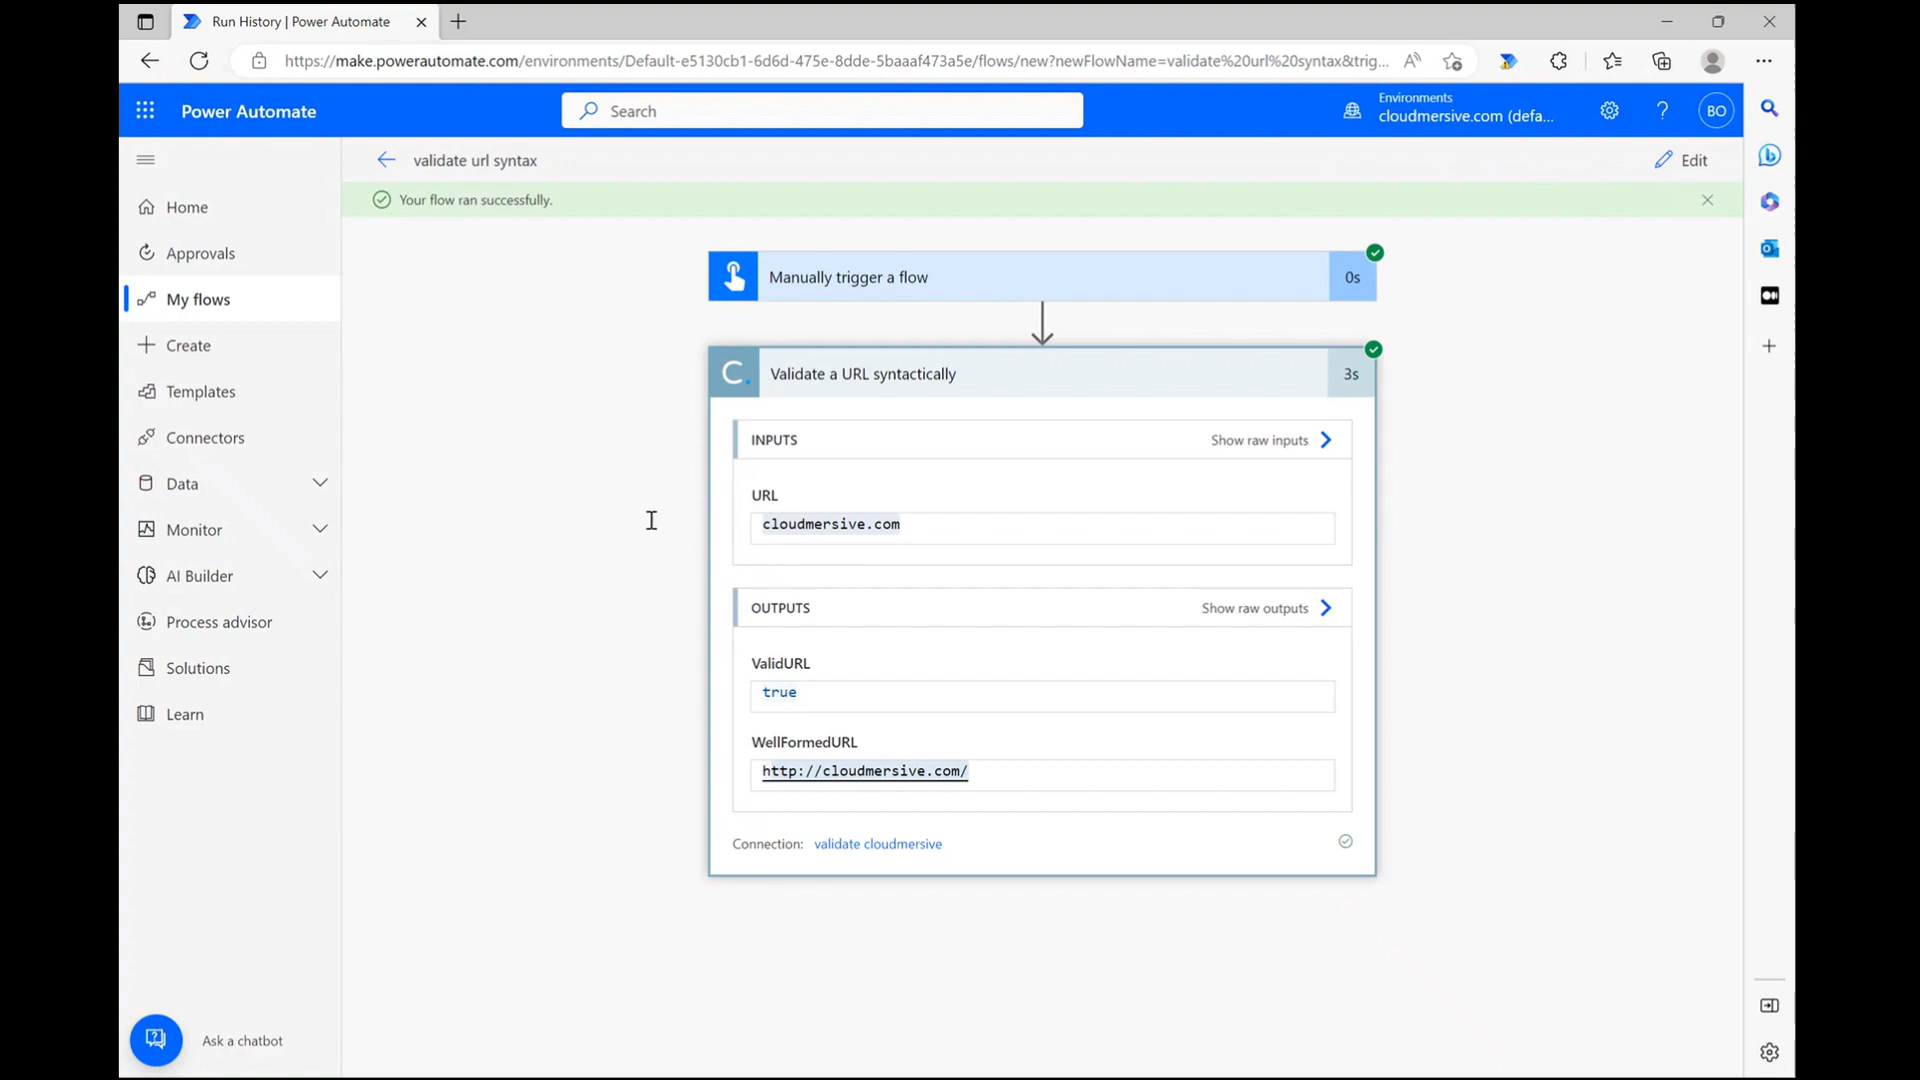 Run History | Power Automate
https://make.powerautomate.com/environments/Default-e5130cb1-6d6d-475e-8dde-5baaaf473a5e/flows/new?newFlowName=validate%20url%20syntax&trig...
Power Automate
Search
Environments
cloudmersive.com (defa...
?
BO
validate url syntax
Edit
Your flow ran successfully.
Home
Approvals
My flows
Create
Templates
Connectors
Data
Monitor
AI Builder
Process advisor
Solutions
Learn
Ask a chatbot
Manually trigger a flow
0s
C.
Validate a URL syntactically
3s
INPUTS
Show raw inputs
URL
cloudmersive.com
OUTPUTS
Show raw outputs
ValidURL
true
WellFormedURL
http://cloudmersive.com/
Connection: validate cloudmersive